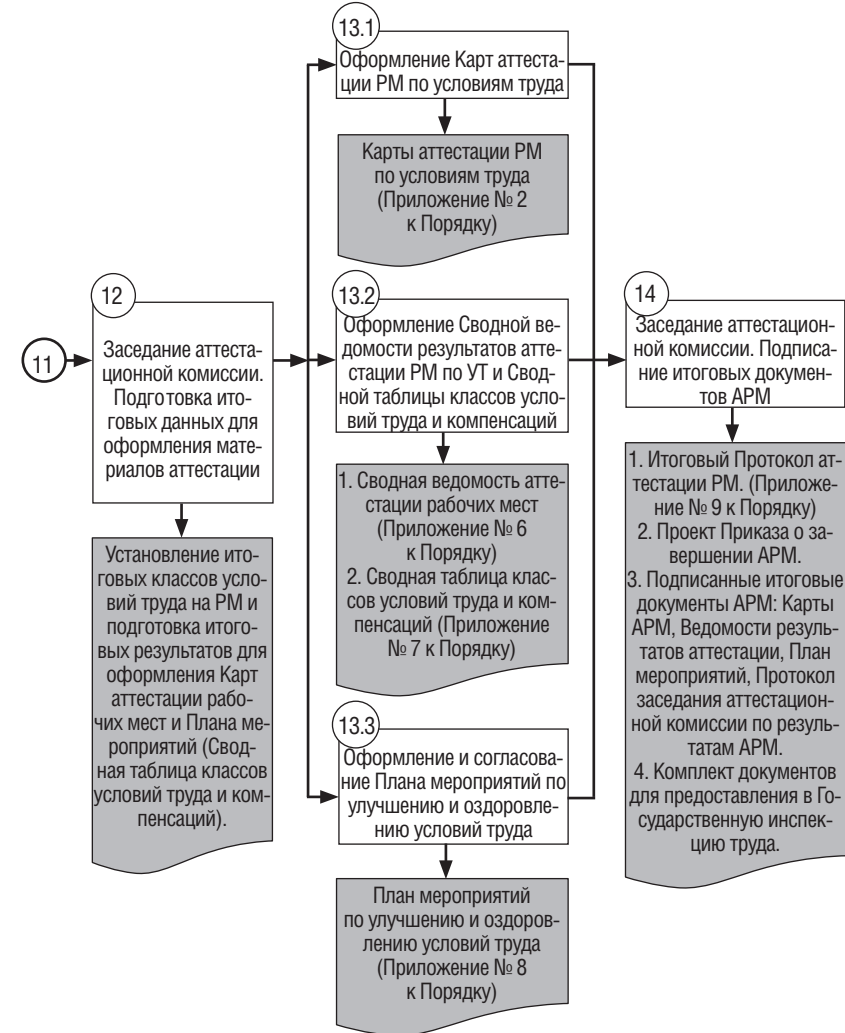 11
12
Заседание аттеста-
ционной комиссии.
Подготовка ито-
говых данных для
оформления мате-
риалов аттестации
Установление ито-
говых классов усло-
вий труда на РМ и
подготовка итого-
вых результатов для
оформления Карт
аттестации рабо-
чих мест и Плана ме-
роприятий (Свод-
ная таблица классов
условий труда и ком-
пенсаций).
13.1
Оформление Карт аттеста-
ции РМ по условиям труда
Карты аттестации РМ
по условиям труда
(Приложение № 2
к Порядку)
13.2
Оформление Сводной ве-
домости результатов атте-
стации РМ по УТ и Свод-
ной таблицы классов усло-
вий труда и компенсаций
1. Сводная ведомость атте-
стации рабочих мест
(Приложение № 6
к Порядку)
2. Сводная таблица клас-
сов условий труда и ком-
пенсаций (Приложение
№ 7 к Порядку)
13.3
Оформление и согласова-
ние Плана мероприятий по
улучшению и оздоровле-
нию условий труда
План мероприятий
по улучшению и оздоров-
лению условий труда
(Приложение № 8
к Порядку)
14
Заседание аттестацион-
ной комиссии. Подписа-
ние итоговых докумен-
тов АРМ
1. Итоговый Протокол ат-
тестации РМ. (Приложе-
ние № 9 к Порядку)
2. Проект Приказа о за-
вершении АРМ.
3. Подписанные итоговые
документы АРМ: Карты
АРМ, Ведомости резуль-
татов аттестации, План
мероприятий, Протокол
заседания аттестацион-
ной комиссии по резуль-
татам АРМ.
4. Комплект документов
для предоставления в Го-
сударственную инспек-
цию труда.